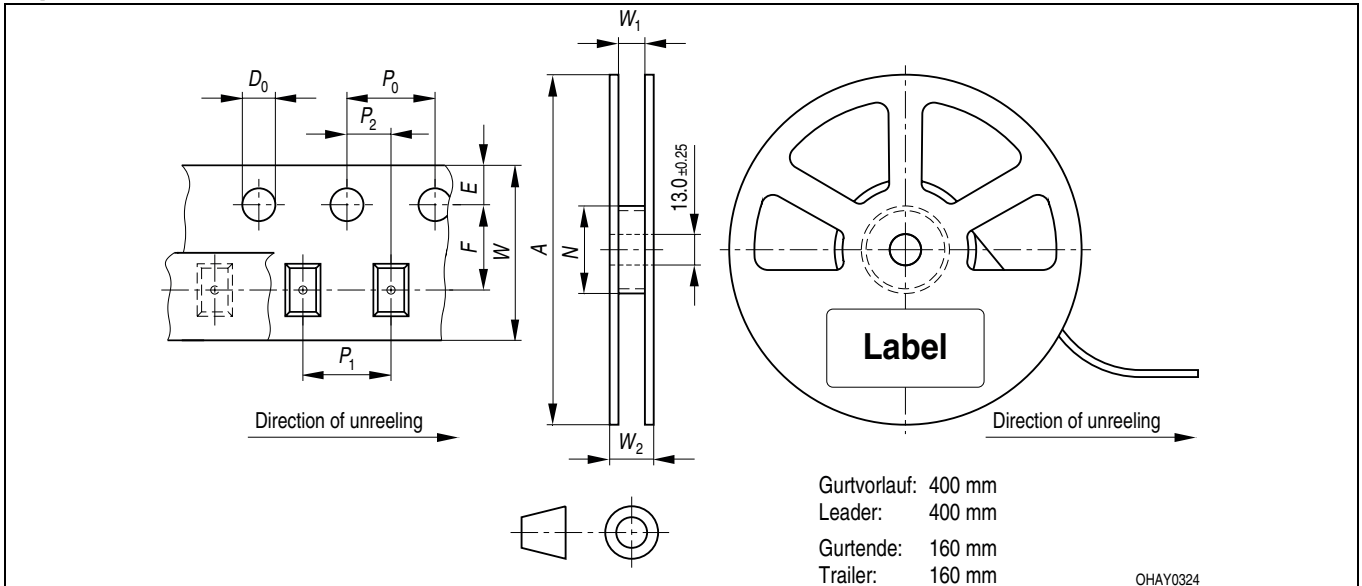 W1
D0
P0
P2
E
F
W
A
N
13.0 ±0.25
P1
Label
Direction of unreeling
W2
Direction of unreeling
Gurtvorlauf: 400 mm
Leader: 400 mm
Gurtende: 160 mm
Trailer: 160 mm
OHAY0324